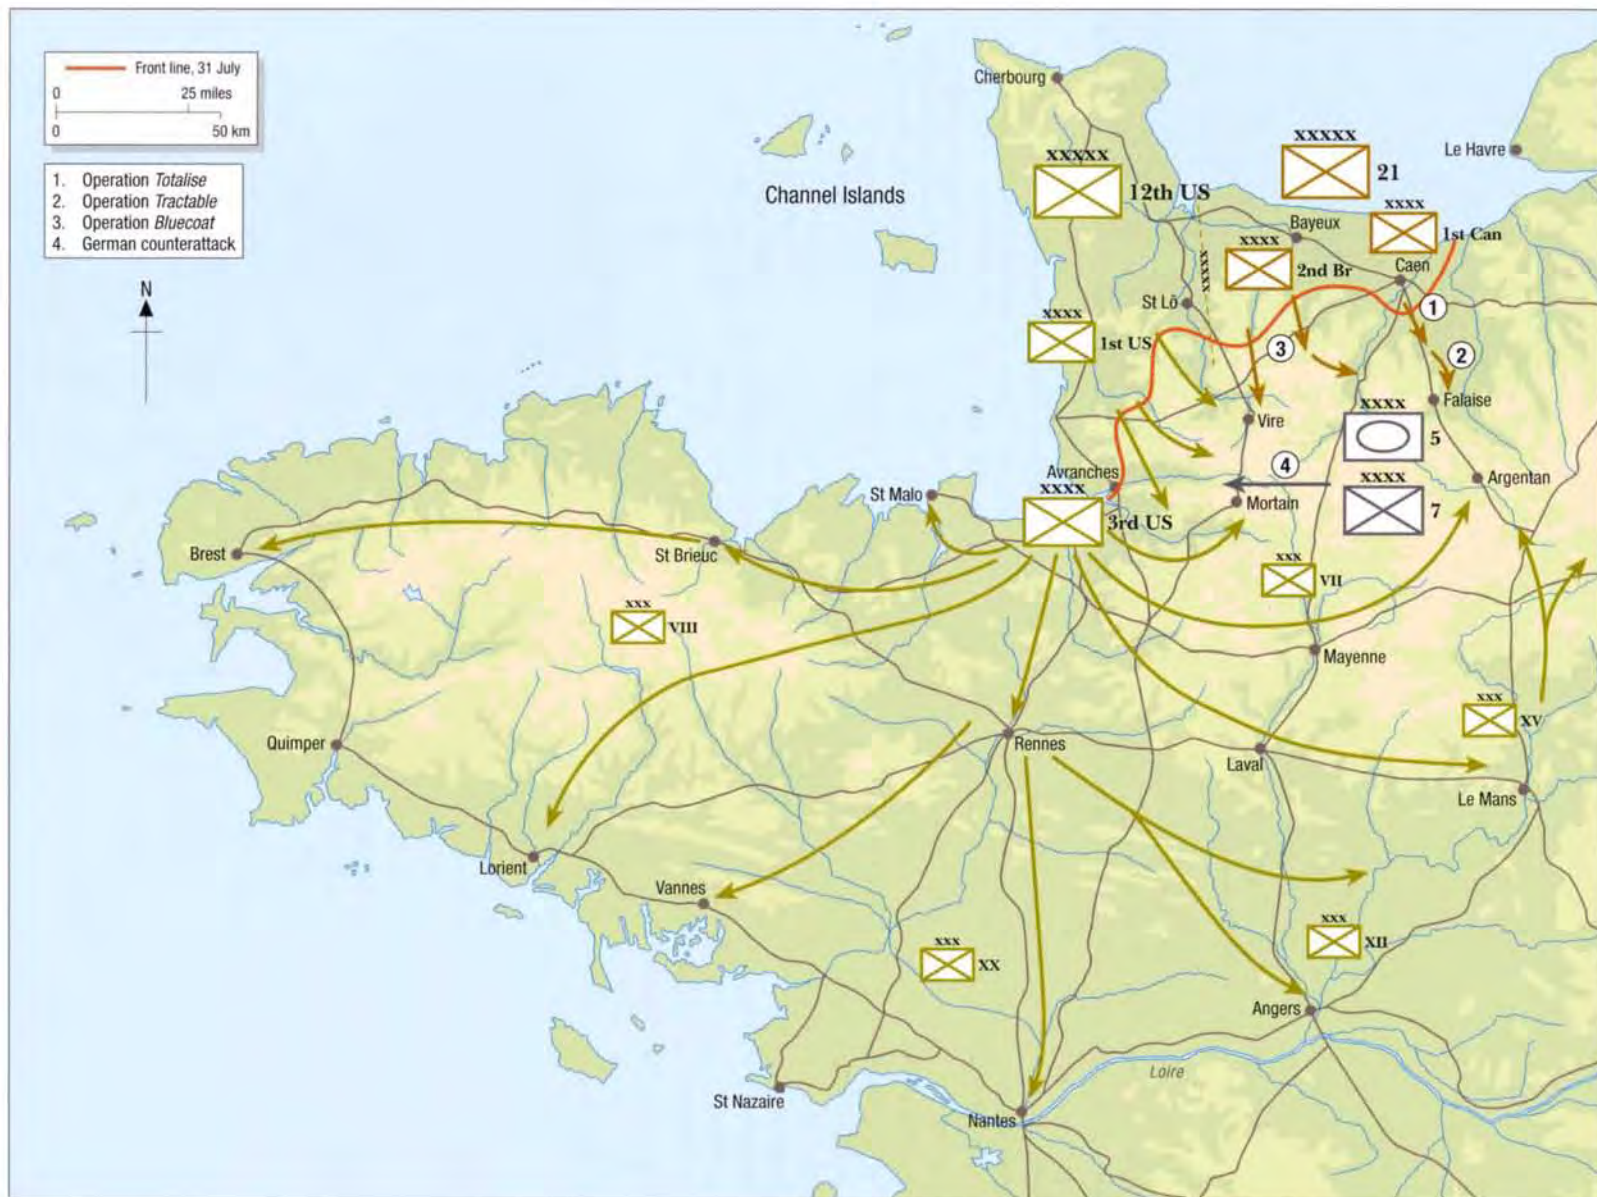 Front line, 31 July
0 25 miles
0 50 km
1. Operation Totalise
2. Operation Tractable
3. Operation Bluecoat
4. German counterattack
N
Cherbourg
Le Havre
Channel Islands
XXXXX
12th US
XXXXX
21
XXXX
1st Can
Bayeux
XXXX
2nd Br
Caen
XXXX
St Lô
XXXX
1st US
1
2
3
Falaise
Vire
XXXX
5
4
Argentan
XXXX
7
Avranches
Mortain
XXXX
3rd US
St Malo
St Brieuc
Brest
XXX
VII
XXX
VIII
Mayenne
XXX
XV
Quimper
Rennes
Laval
Le Mans
Lorient
Vannes
XXX
XII
XXX
XX
Angers
Loire
St Nazaire
Nantes